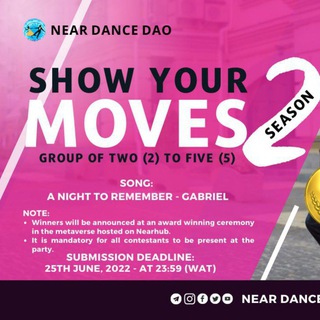 NEAR DANCE DAO
SHOW YOUR
MOVES 2
SEASON
GROUP OF TWO (2) TO FIVE (5)
SONG:
A NIGHT TO REMEMBER - GABRIEL
NOTE:
• Winners will be announced at an award winning ceremony
in the metaverse hosted on Nearhub.
• It is mandatory for all contestants to be present at the
party.
SUBMISSION DEADLINE:
25TH JUNE, 2022 - AT 23:59 (WAT)
NEAR DANCE